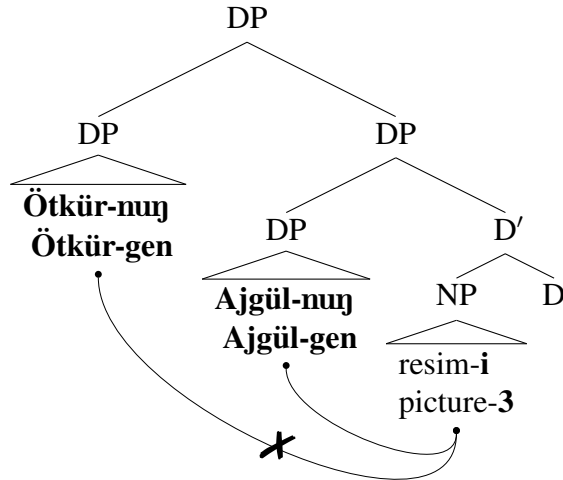 DP
DP DP
Ötkür-nuŋ
Ötkür-gen
DP D′
Ajgül-nuŋ
Ajgül-gen
NP D
resim-i
picture-3